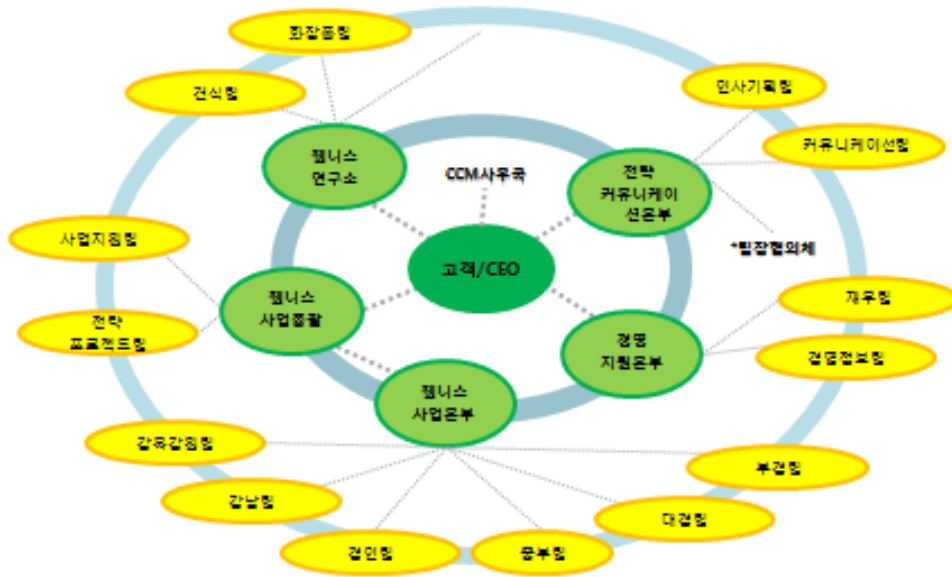 화장품팀
건식팀
인사기획팀
커뮤니케이션팀
웰니스
연구소
CCM사무국
전략
커뮤니케이
션본부
*팀장협의체
사업지원팀
고객/CEO
재무팀
웰니스
사업총괄
전략
프로젝트팀
경영
지원본부
경영정보팀
웰니스
사업본부
강북강원팀
부경팀
강남팀
대경팀
경인팀
중부팀